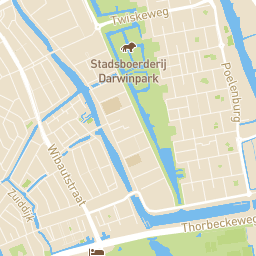 Twiskeweg
Stadsboerderij
Darwinpark
Poelenburg
Wibautstraat
Zuiddijk
Thorbeckeweg